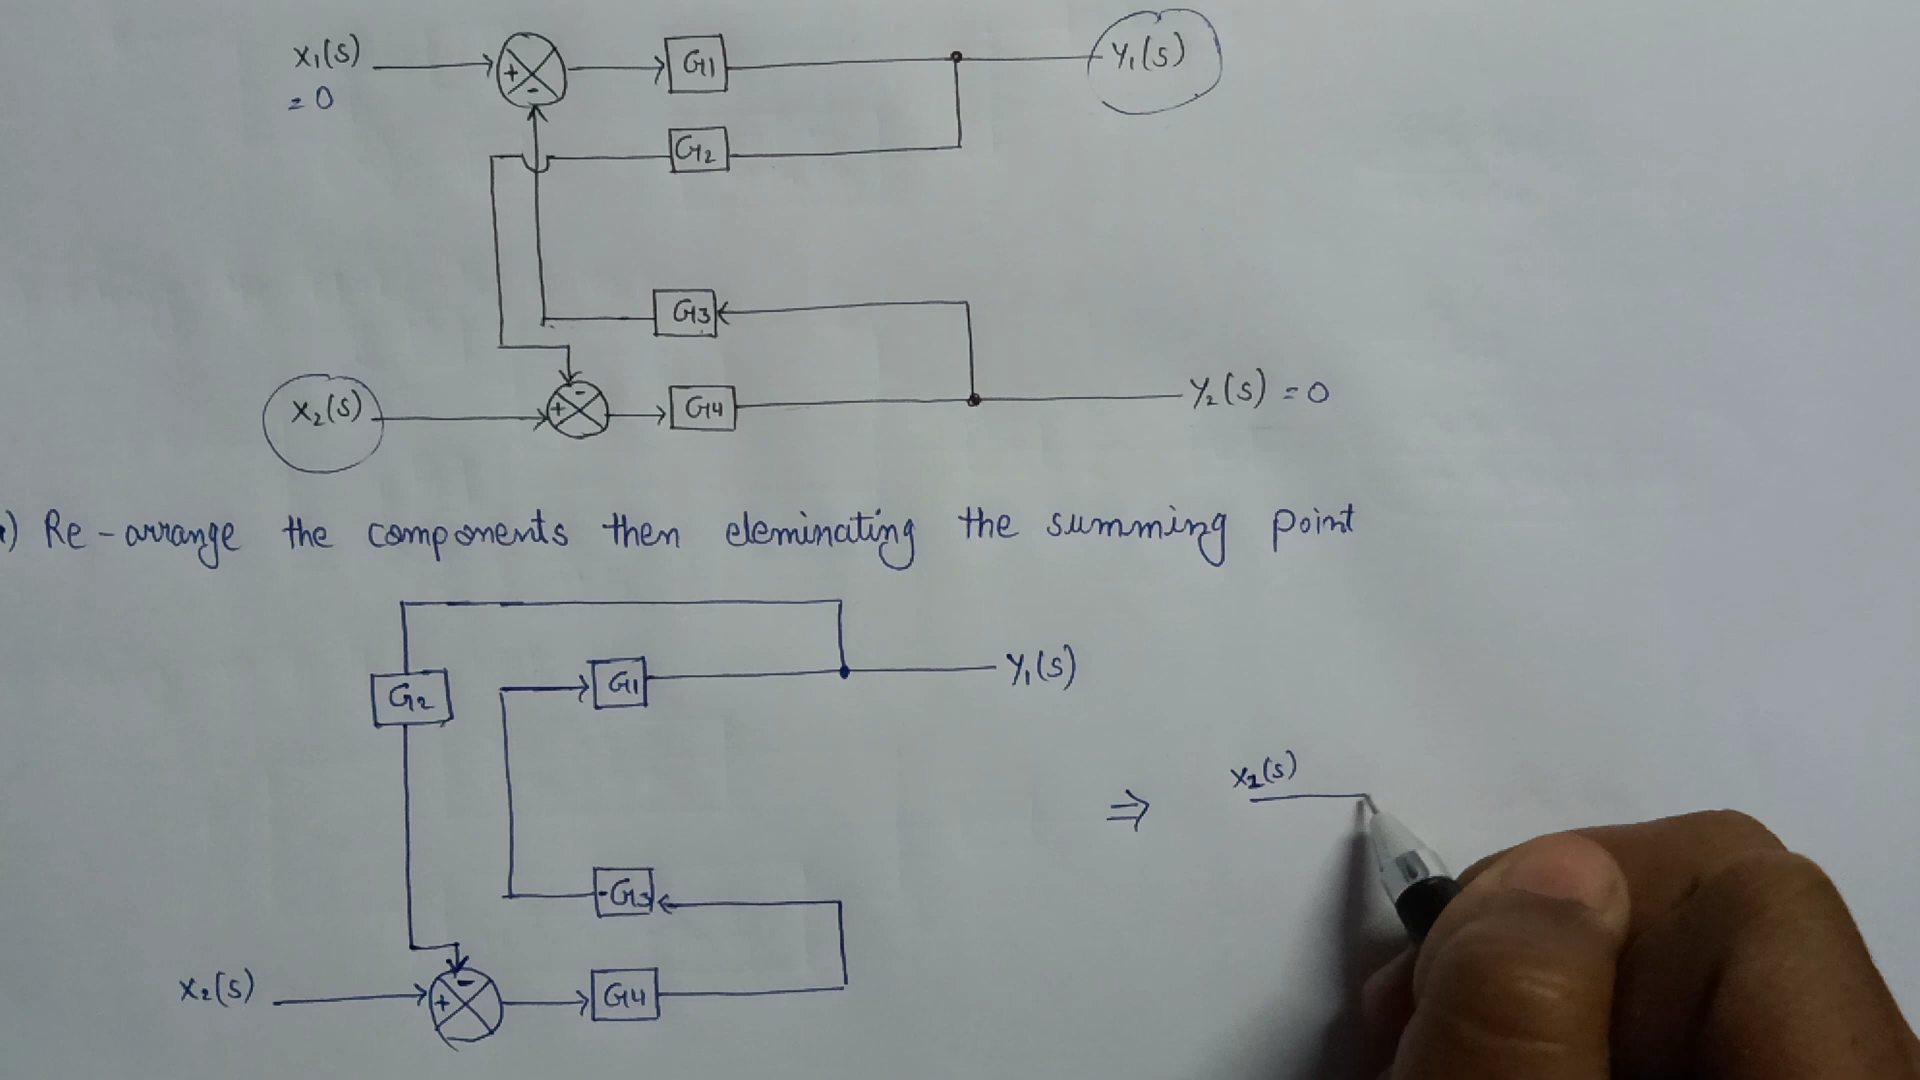 X₁(s) + - G1 Y₁(s)
= 0
G2
G3
X₂(s) + - G4 Y₂(s) = 0
) Re-arrange the components then eleminating the summing point
G2 G1 Y₁(s)
⇒ X₂(s)
-G3
X₂(s) + - G4